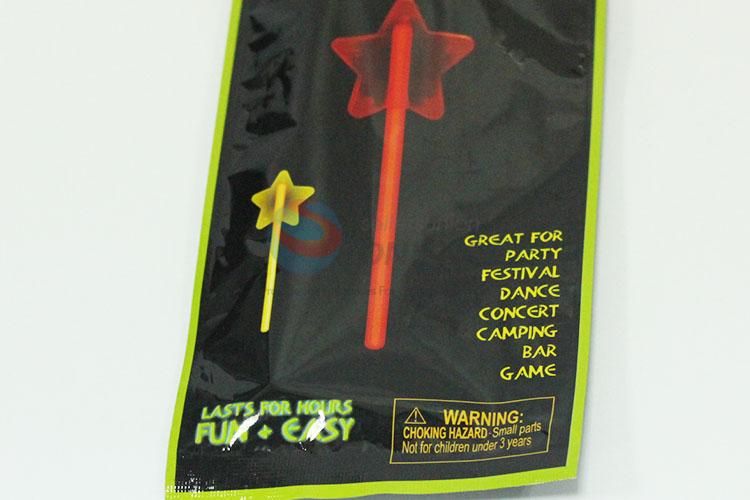 GREAT FOR
PARTY
FESTIVAL
DANCE
CONCERT
CAMPING
BAR
GAME
LASTS FOR HOURS
FUN + EASY
WARNING:
CHOKING HAZARD-Small parts
Not for children under 3 years